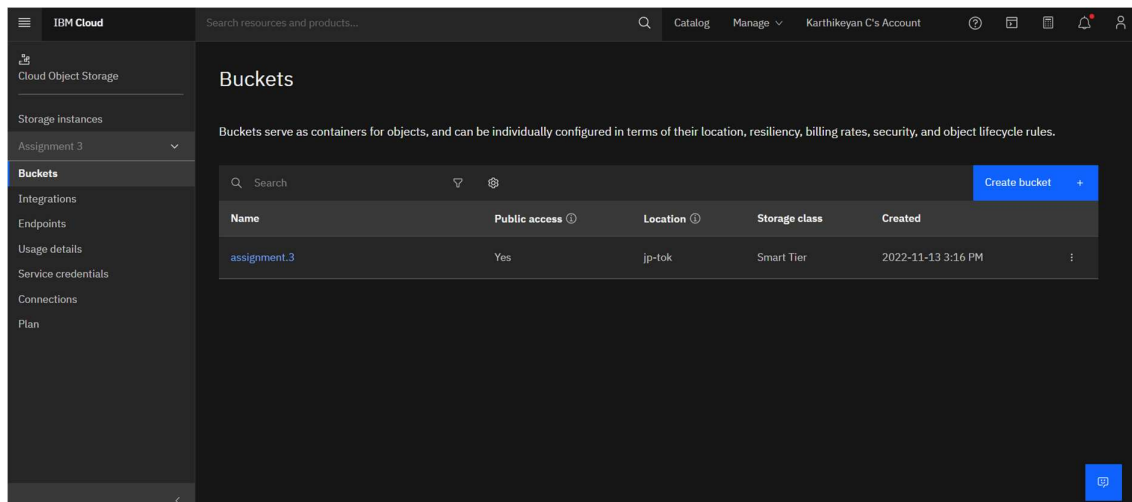 IBM Cloud
Search resources and products...
Catalog
Manage
Karthikeyan C's Account
Cloud Object Storage
Storage instances
Assignment 3
Buckets
Integrations
Endpoints
Usage details
Service credentials
Connections
Plan
Buckets
Buckets serve as containers for objects, and can be individually configured in terms of their location, resiliency, billing rates, security, and object lifecycle rules.
Search
Create bucket +
Name Public access Location Storage class Created
assignment.3 Yes jp-tok Smart Tier 2022-11-13 3:16 PM